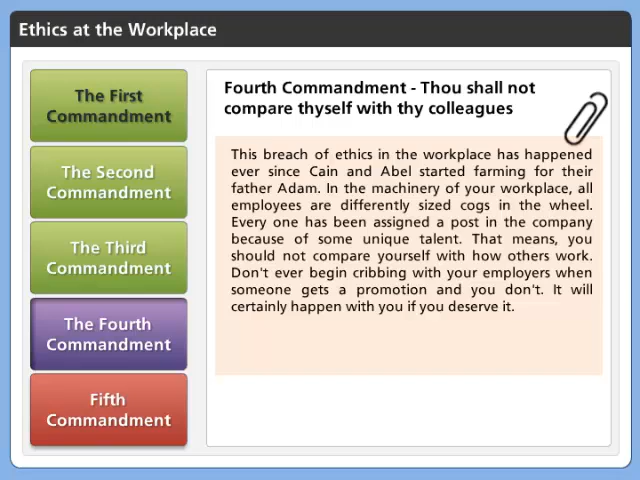 Ethics at the Workplace
The First
Commandment
The Second
Commandment
The Third
Commandment
The Fourth
Commandment
Fifth
Commandment
Fourth Commandment - Thou shall not
compare thyself with thy colleagues
This breach of ethics in the workplace has happened
ever since Cain and Abel started farming for their
father Adam. In the machinery of your workplace, all
employees are differently sized cogs in the wheel.
Every one has been assigned a post in the company
because of some unique talent. That means, you
should not compare yourself with how others work.
Don't ever begin cribbing with your employers when
someone gets a promotion and you don't. It will
certainly happen with you if you deserve it.